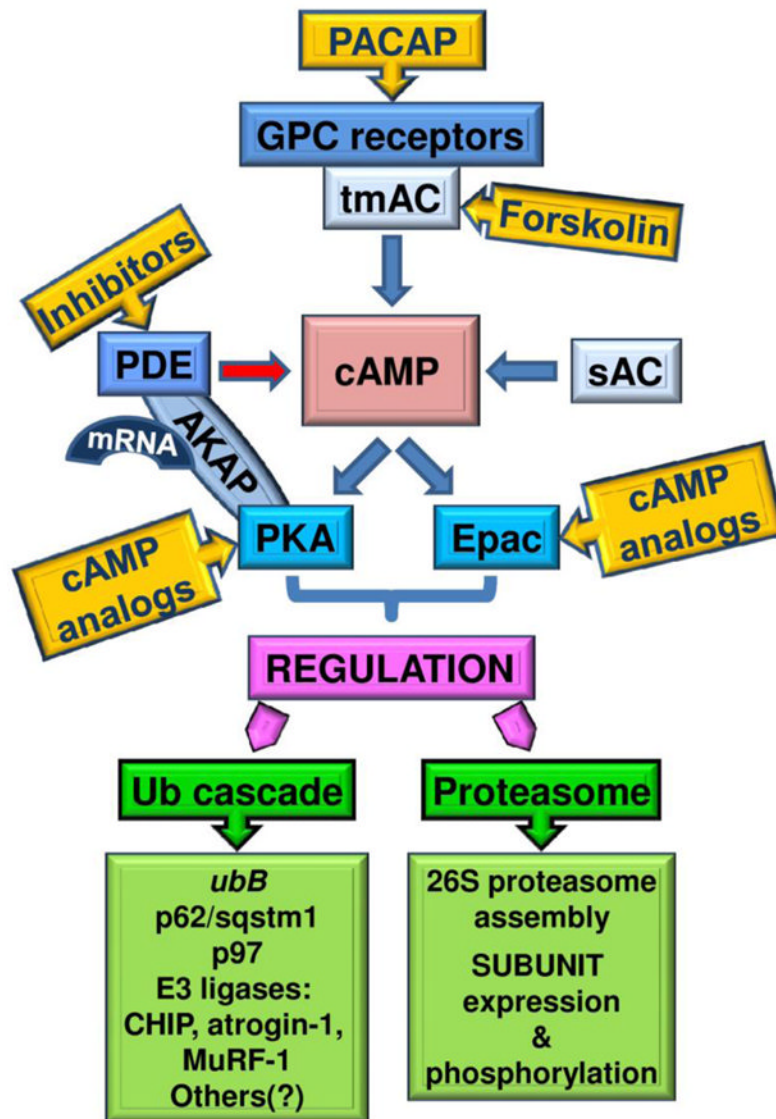 PACAP
GPC receptors
tmAC
Forskolin
Inhibitors
PDE
cAMP
sAC
mRNA
AKAP
PKA
Epac
cAMP
analogs
cAMP
analogs
REGULATION
Ub cascade
Proteasome
ubB
p62/sqstm1
p97
E3 ligases:
CHIP, atrogin-1,
MuRF-1
Others(?)
26S proteasome
assembly
SUBUNIT
expression
&
phosphorylation